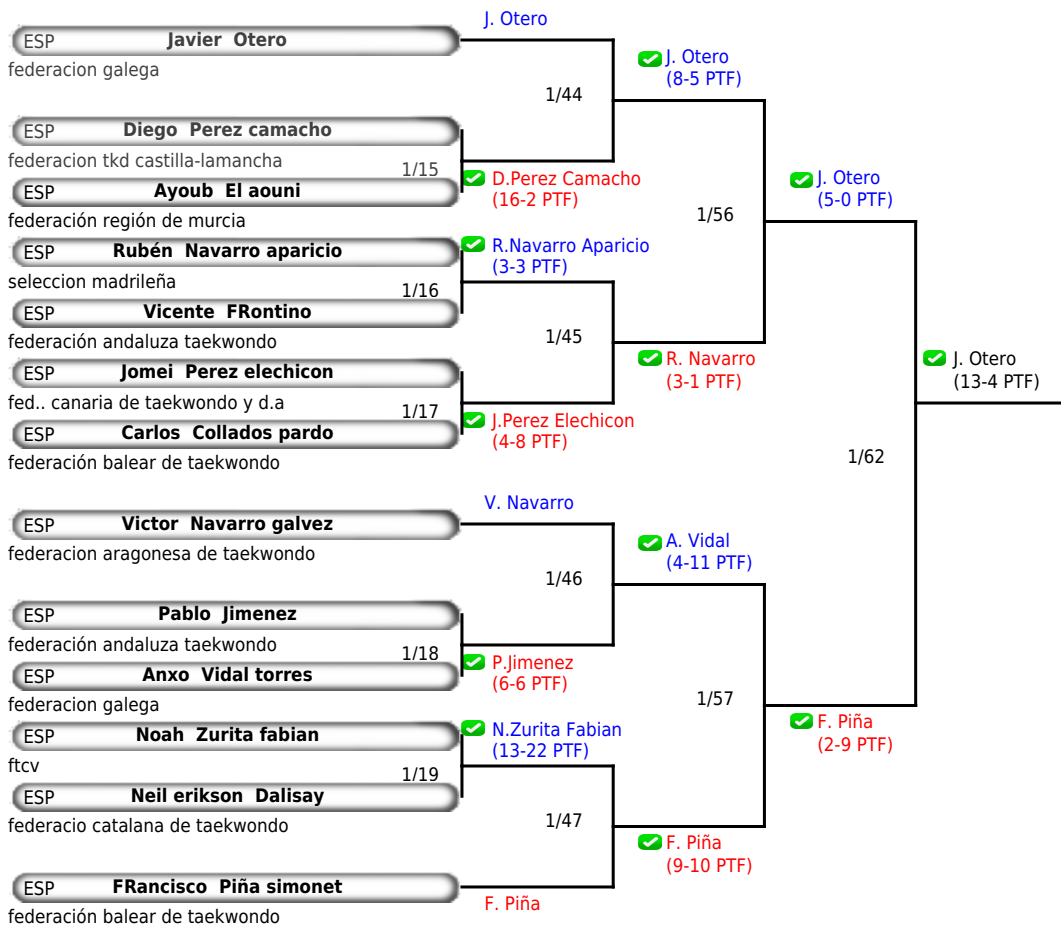 J. Otero
ESP Javier Otero
federacion galega
J. Otero
(8-5 PTF)
1/44
ESP Diego Perez camacho
federacion tkd castilla-lamancha
1/15
D.Perez Camacho
(16-2 PTF)
ESP Ayoub El aouni
federación región de murcia
J. Otero
(5-0 PTF)
1/56
ESP Rubén Navarro aparicio
seleccion madrileña
R.Navarro Aparicio
(3-3 PTF)
1/16
ESP Vicente FRontino
federación andaluza taekwondo
1/45
R. Navarro
(3-1 PTF)
ESP Jomei Perez elechicon
fed.. canaria de taekwondo y d.a
1/17
J.Perez Elechicon
(4-8 PTF)
ESP Carlos Collados pardo
federación balear de taekwondo
J. Otero
(13-4 PTF)
1/62
V. Navarro
ESP Victor Navarro galvez
federacion aragonesa de taekwondo
A. Vidal
(4-11 PTF)
1/46
ESP Pablo Jimenez
federación andaluza taekwondo
1/18
P.Jimenez
(6-6 PTF)
ESP Anxo Vidal torres
federacion galega
1/57
F. Piña
(2-9 PTF)
ESP Noah Zurita fabian
ftcv
N.Zurita Fabian
(13-22 PTF)
1/19
ESP Neil erikson Dalisay
federacio catalana de taekwondo
1/47
F. Piña
(9-10 PTF)
ESP FRancisco Piña simonet
federación balear de taekwondo
F. Piña